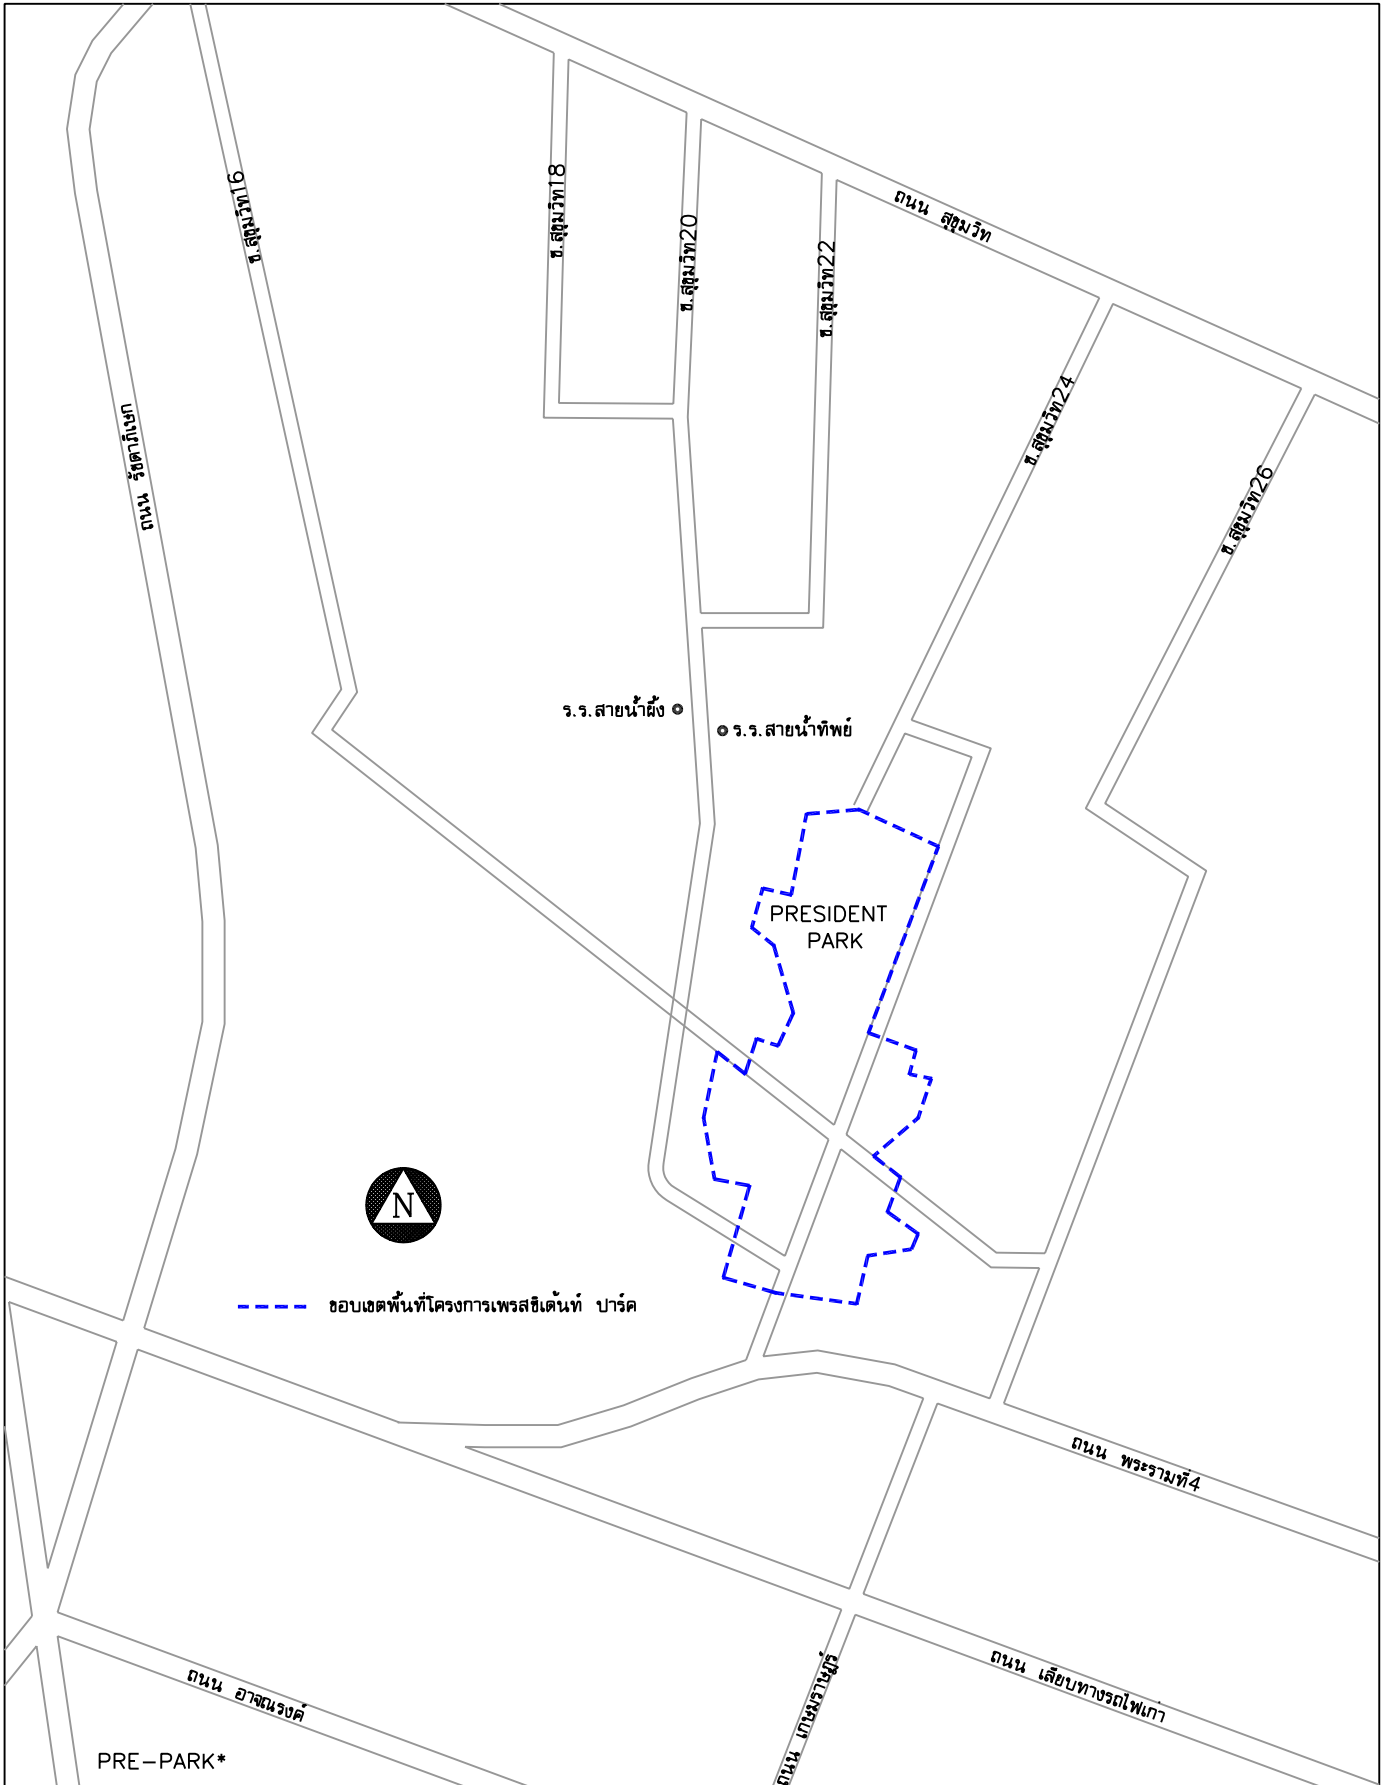 ถนน สุขุมวิท
ซ.สุขุมวิท16
ซ.สุขุมวิท18
ซ.สุขุมวิท20
ซ.สุขุมวิท22
ซ.สุขุมวิท24
ซ.สุขุมวิท26
ถนน รัชดาภิเษก
ร.ร.สายน้ำผึ้ง
ร.ร.สายน้ำทิพย์
PRESIDENT
PARK
N
ขอบเขตพื้นที่โครงการเพรสซิเด้นท์ ปาร์ค
ถนน พระรามที่4
ถนน เลียบทางรถไฟเก่า
ถนน เกษมราษฎร์
ถนน อาจณรงค์
PRE-PARK*